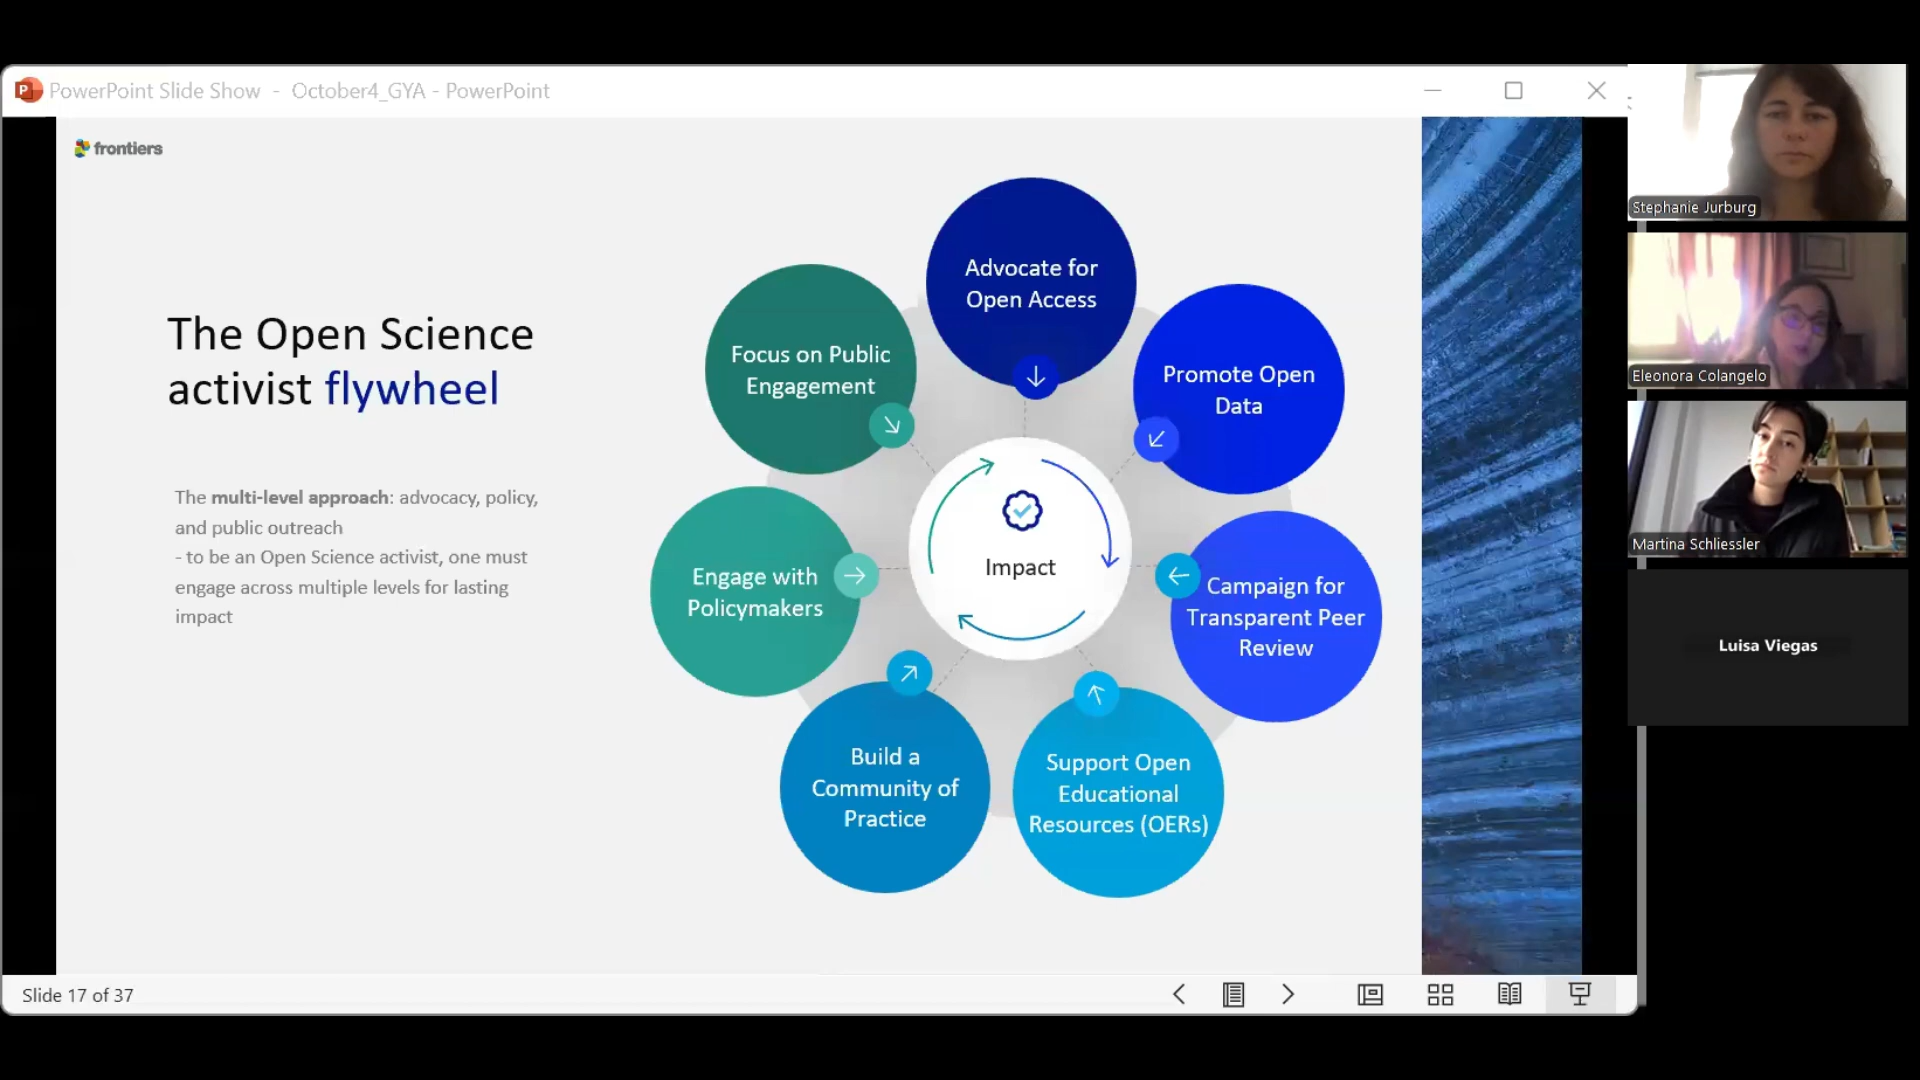 PowerPoint Slide Show - October4_GYA - PowerPoint
frontiers
The Open Science
activist flywheel
The multi-level approach: advocacy, policy,
and public outreach
- to be an Open Science activist, one must
engage across multiple levels for lasting
impact
Advocate for
Open Access
Promote Open
Data
Campaign for
Transparent Peer
Review
Support Open
Educational
Resources (OERs)
Build a
Community of
Practice
Engage with
Policymakers
Focus on Public
Engagement
Impact
Stephanie Jurburg
Eleonora Colangelo
Martina Schliessler
Luisa Viegas
Slide 17 of 37